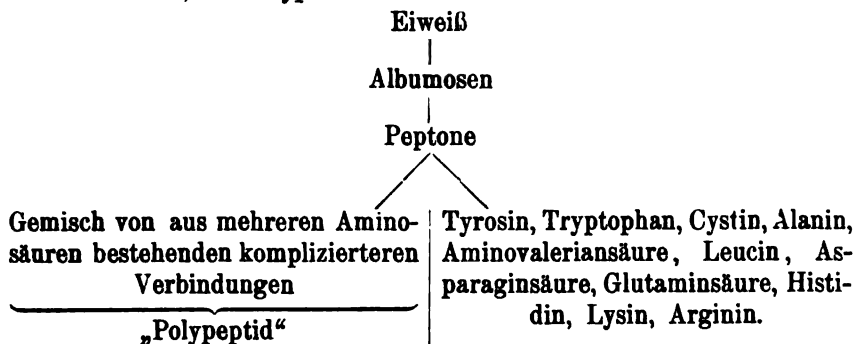 Eiweiß
Albumosen
Peptone
Gemisch von aus mehreren Amino-
säuren bestehenden komplizierteren
Verbindungen
„Polypeptid“
Tyrosin, Tryptophan, Cystin, Alanin,
Aminovaleriansäure, Leucin, As-
paraginsäure, Glutaminsäure, Histi-
din, Lysin, Arginin.